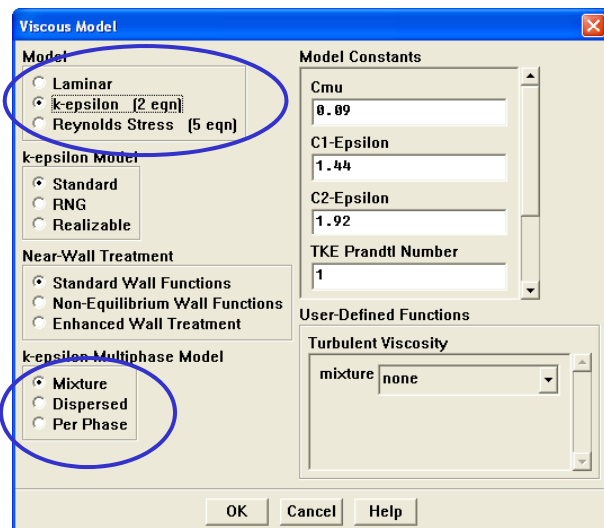 Viscous Model
Model
Laminar
k-epsilon (2 eqn)
Reynolds Stress (5 eqn)
k-epsilon Model
Standard
RNG
Realizable
Near-Wall Treatment
Standard Wall Functions
Non-Equilibrium Wall Functions
Enhanced Wall Treatment
k-epsilon Multiphase Model
Mixture
Dispersed
Per Phase
Model Constants
Cmu
0.09
C1-Epsilon
1.44
C2-Epsilon
1.92
TKE Prandtl Number
1
User-Defined Functions
Turbulent Viscosity
mixture none
OK Cancel Help